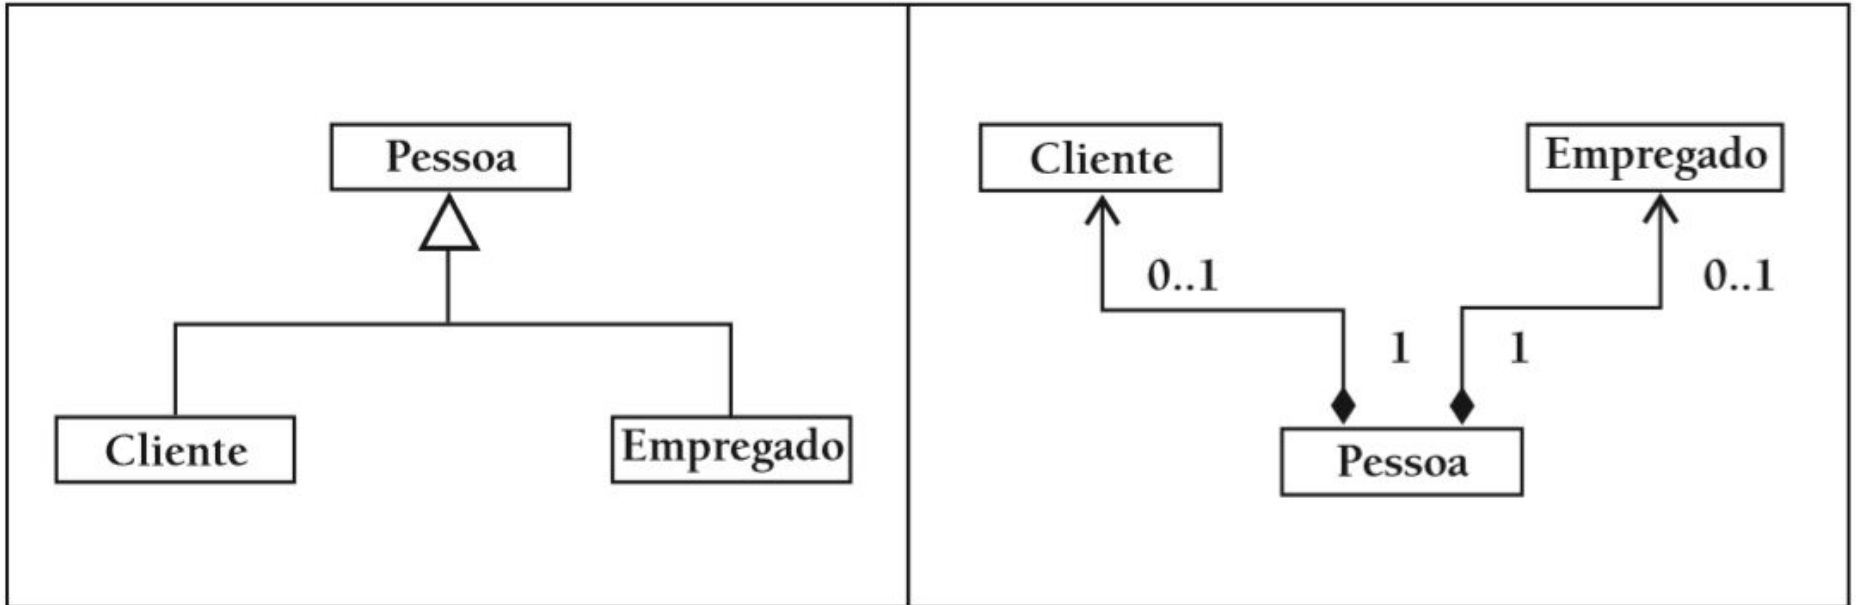 Pessoa
Cliente
Empregado
Cliente
Empregado
0..1
0..1
1
1
Pessoa